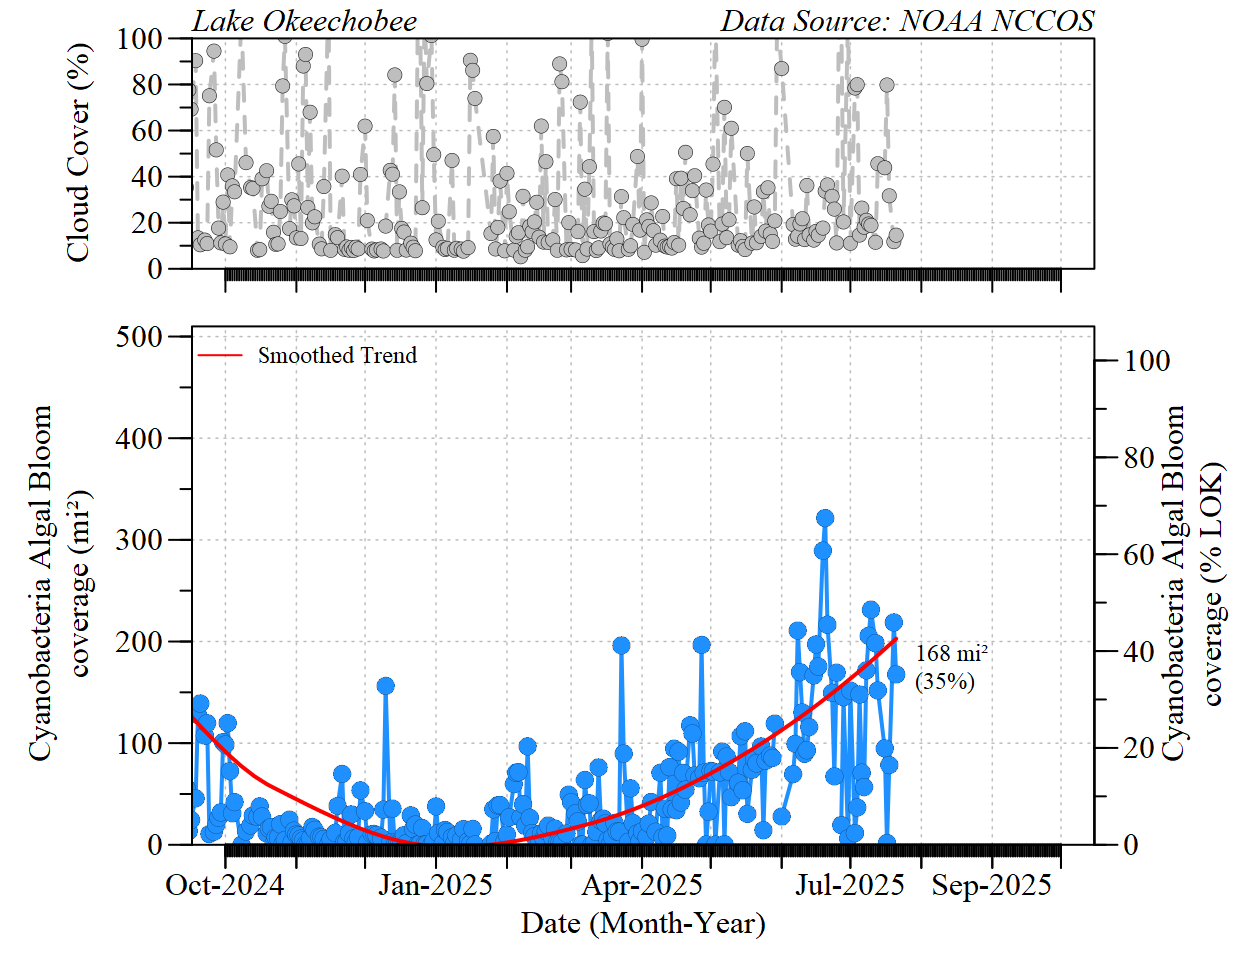 Lake Okeechobee
Data Source: NOAA NCCOS
Cloud Cover (%)
100
80
60
40
20
0
Smoothed Trend
Cyanobacteria Algal Bloom
coverage (mi²)
500
400
300
200
100
0
168 mi²
(35%)
100
80
60
40
20
0
Cyanobacteria Algal Bloom
coverage (% LOK)
Oct-2024
Jan-2025
Apr-2025
Jul-2025
Sep-2025
Date (Month-Year)